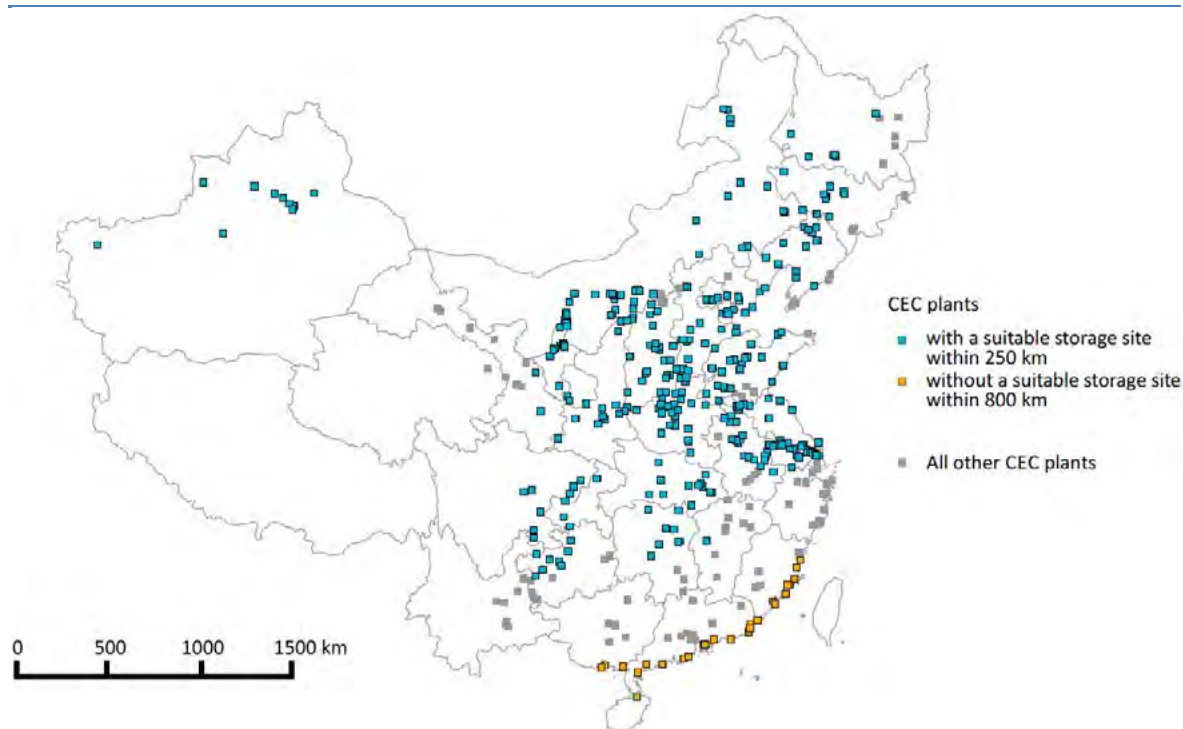 CEC plants
with a suitable storage site
within 250 km
without a suitable storage site
within 800 km
All other CEC plants
0 500 1000 1500 km